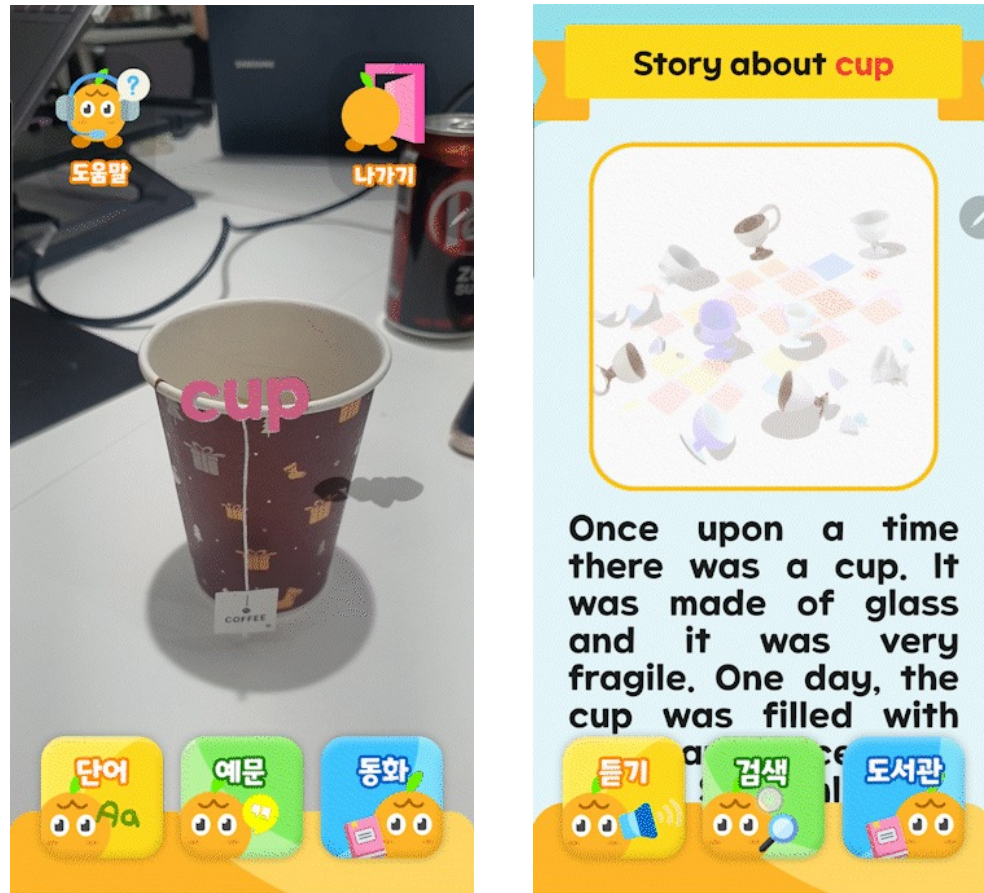 SAMSUNG
?
도움말
나가기
cup
COFFEE
단어
Aa
예문
동화
Story about cup
Once upon a time
there was a cup. It
was made of glass
and it was very
fragile. One day, the
cup was filled with
듣기
검색
도서관